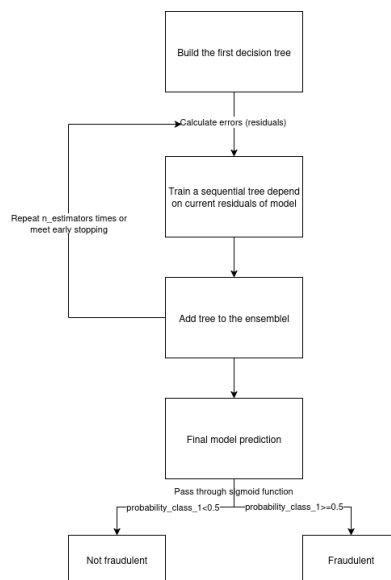 Build the first decision tree
Calculate errors (residuals)
Train a sequential tree depend
on current residuals of model
Repeat n_estimators times or
meet early stopping
Add tree to the ensemblel
Final model prediction
Pass through sigmoid function
probability_class_1<0.5
probability_class_1>=0.5
Not fraudulent
Fraudulent